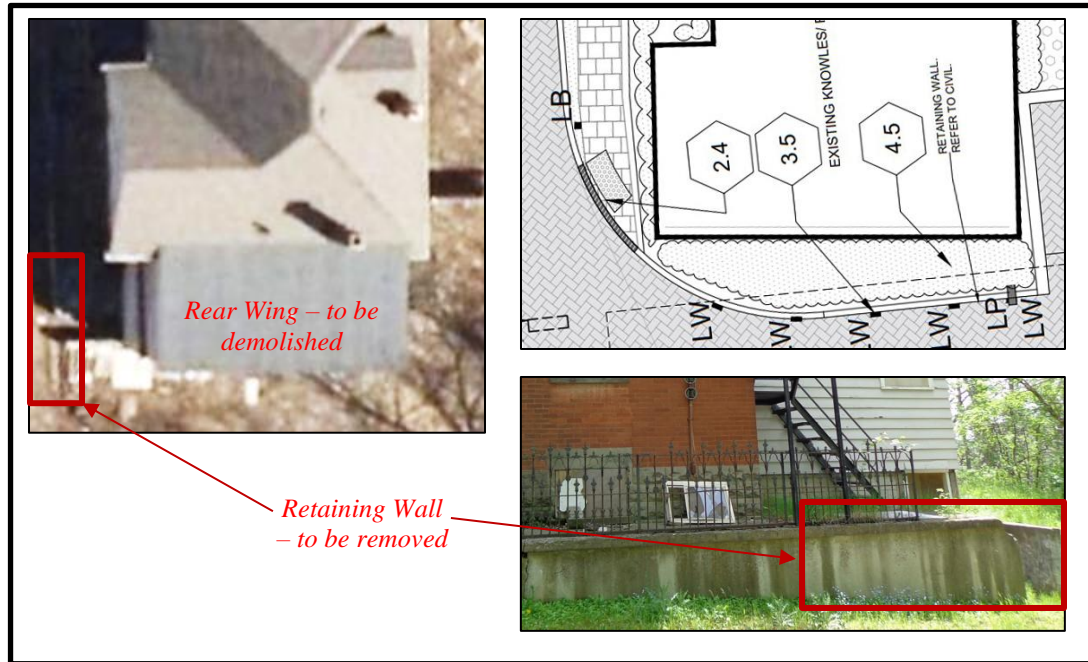 Rear Wing – to be
demolished
LB
2.4
3.5
EXISTING KNOWLES/
4.5
RETAINING WALL.
REFER TO CIVIL.
LW
LW
LW
LW
LP
LW
Retaining Wall
– to be removed